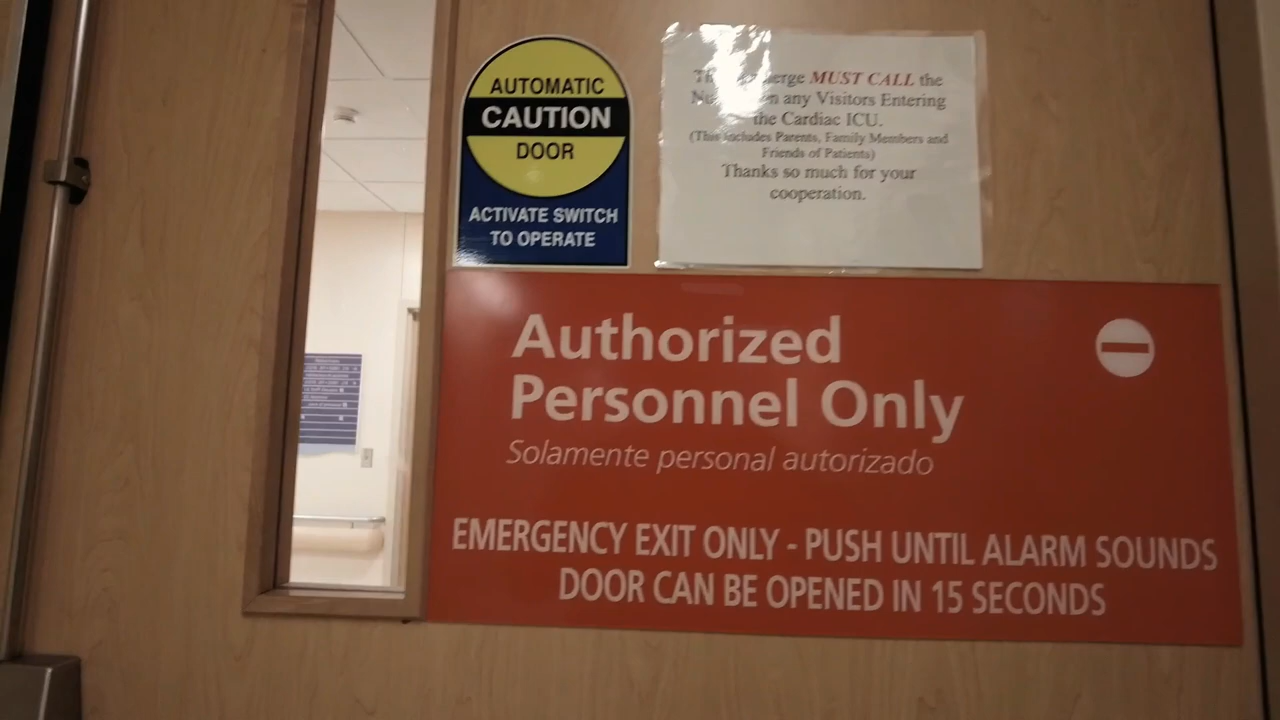 AUTOMATIC
CAUTION
DOOR
ACTIVATE SWITCH
TO OPERATE
MUST CALL the
any Visitors Entering
the Cardiac ICU.
(This includes Parents, Family Members and
Friends of Patients)
Thanks so much for your
cooperation.
Authorized
Personnel Only
Solamente personal autorizado
EMERGENCY EXIT ONLY - PUSH UNTIL ALARM SOUNDS
DOOR CAN BE OPENED IN 15 SECONDS